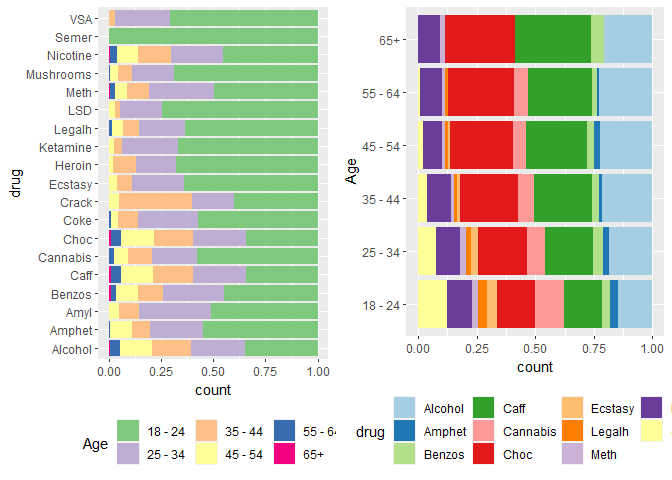 VSA
Semer
Nicotine
Mushrooms
Meth
LSD
Legalh
Ketamine
Heroin
Ecstasy
Crack
Coke
Choc
Cannabis
Caff
Benzos
Amyl
Amphet
Alcohol
drug
0.00 0.25 0.50 0.75 1.00
count
Age
18 - 24 35 - 44 55 - 64
25 - 34 45 - 54 65+
65+
55 - 64
45 - 54
35 - 44
25 - 34
18 - 24
Age
0.00 0.25 0.50 0.75 1.00
count
drug
Alcohol Caff Ecstasy
Amphet Cannabis Legalh
Benzos Choc Meth